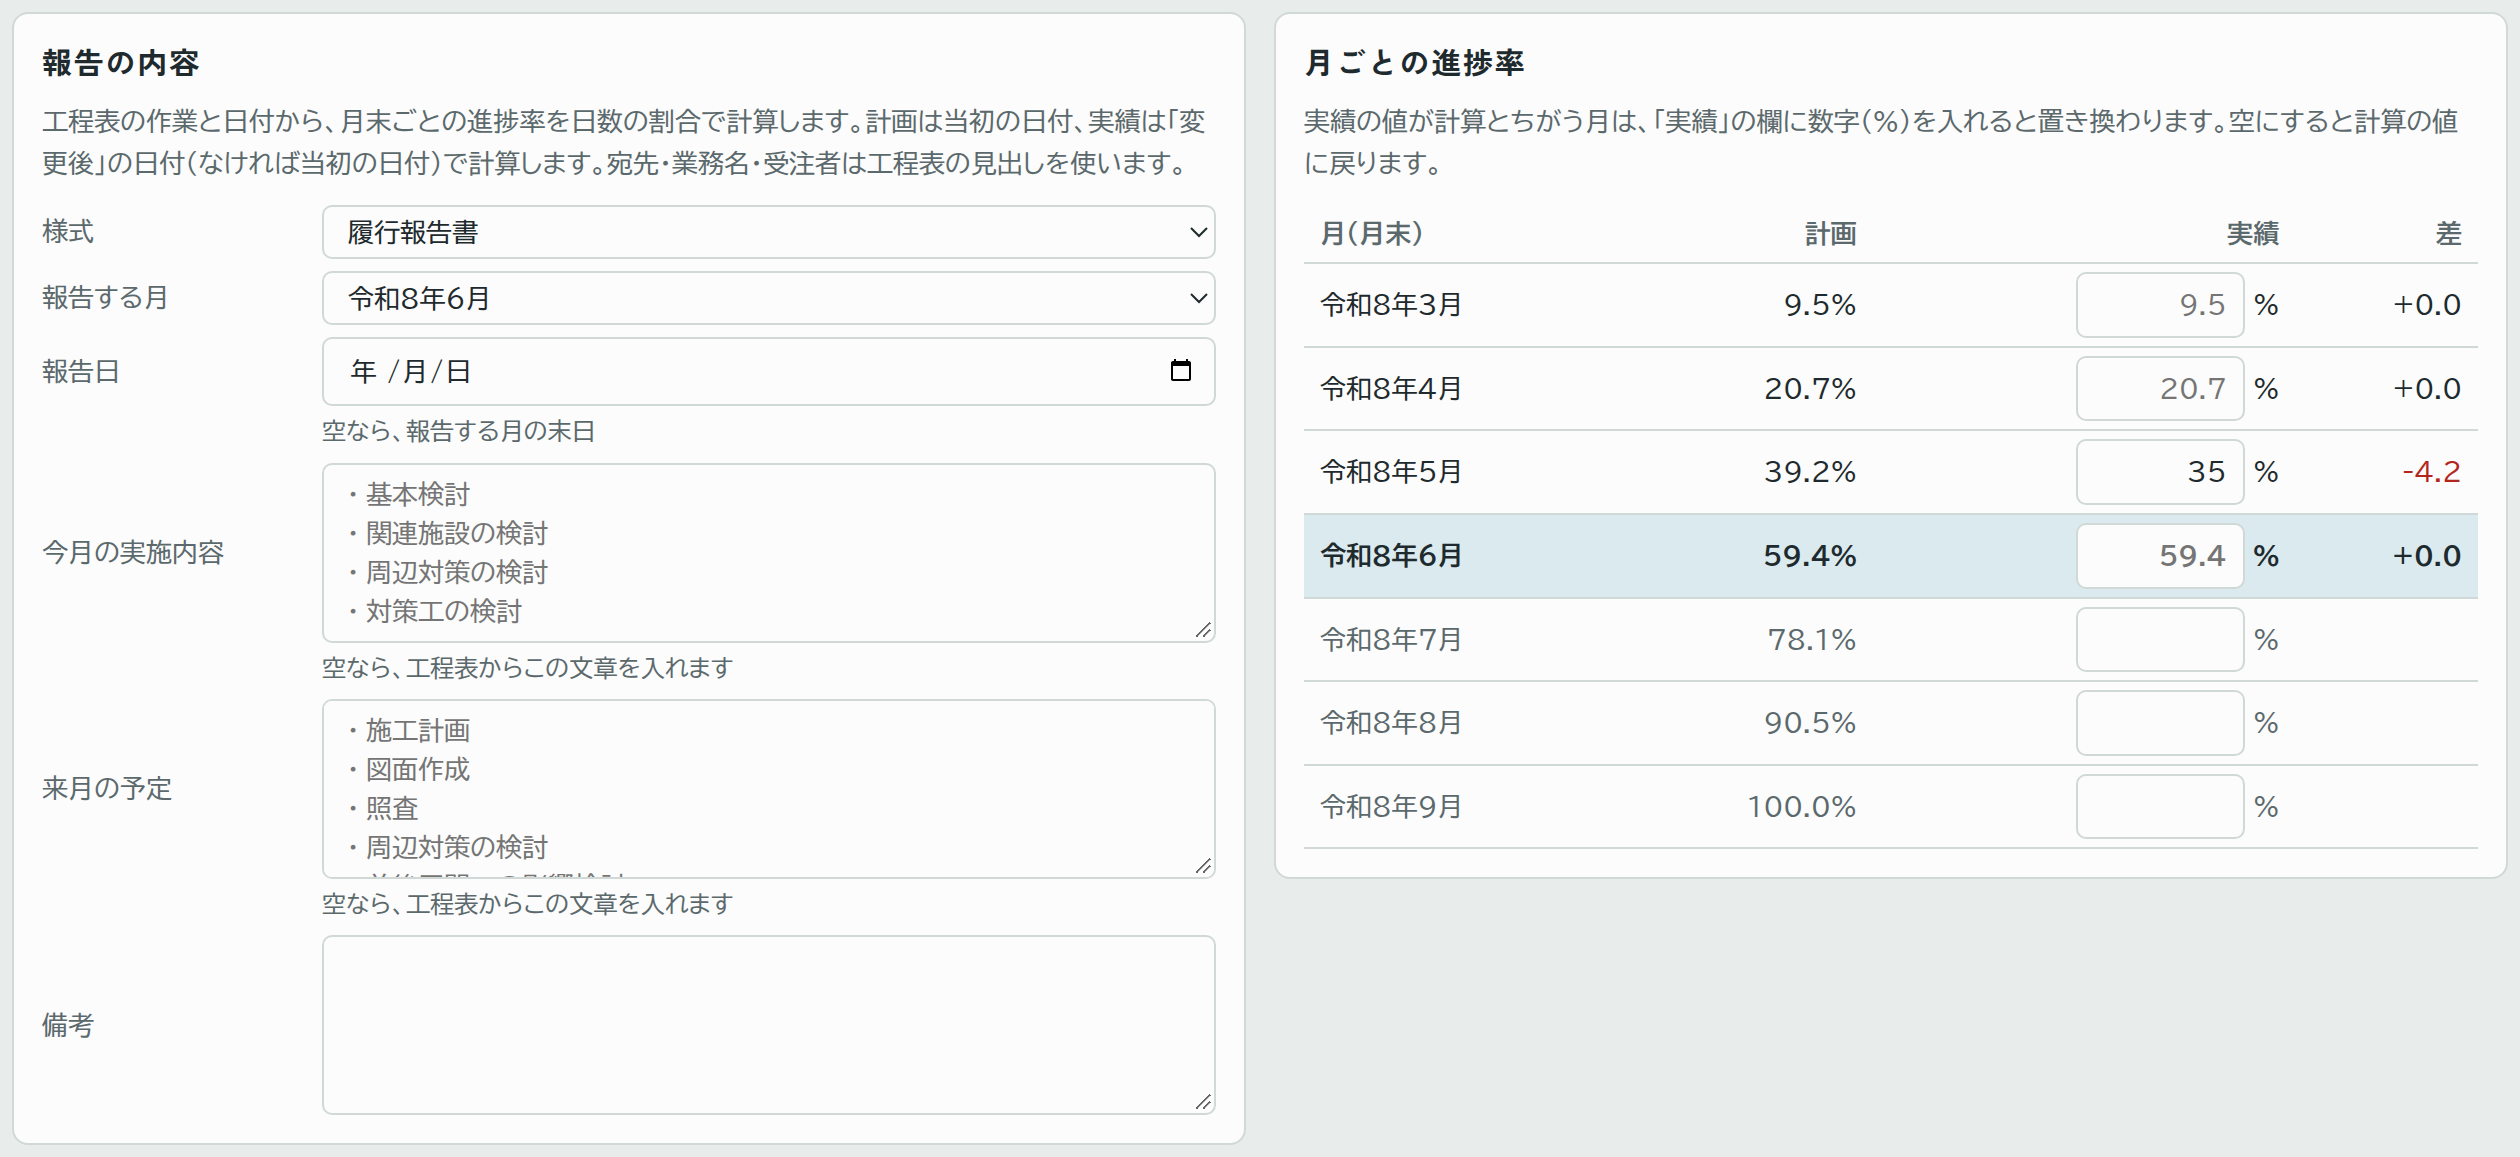 報告の内容
工程表の作業と日付から、月末ごとの進捗率を日数の割合で計算します。計画は当初の日付、実績は「変
更後」の日付(なければ当初の日付)で計算します。宛先・業務名・受注者は工程表の見出しを使います。
様式
履行報告書
報告する月
令和8年6月
報告日
年 /月/日
空なら、報告する月の末日
今月の実施内容
・基本検討
・関連施設の検討
・周辺対策の検討
・対策工の検討
空なら、工程表からこの文章を入れます
来月の予定
・施工計画
・図面作成
・照査
・周辺対策の検討
空なら、工程表からこの文章を入れます
備考
月ごとの進捗率
実績の値が計算とちがう月は、「実績」の欄に数字(%)を入れると置き換わります。空にすると計算の値
に戻ります。
月(月末) 計画 実績 差
令和8年3月 9.5% 9.5 % +0.0
令和8年4月 20.7% 20.7 % +0.0
令和8年5月 39.2% 35 % -4.2
令和8年6月 59.4% 59.4 % +0.0
令和8年7月 78.1% %
令和8年8月 90.5% %
令和8年9月 100.0% %